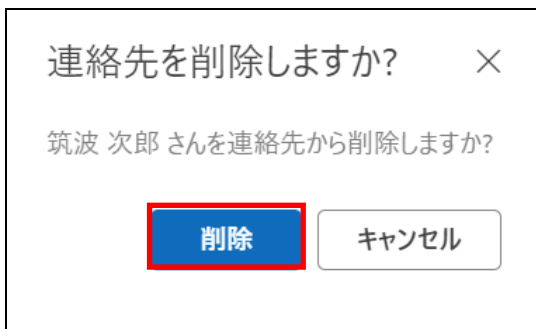 連絡先を削除しますか?
筑波 次郎 さんを連絡先から削除しますか?
削除
キャンセル